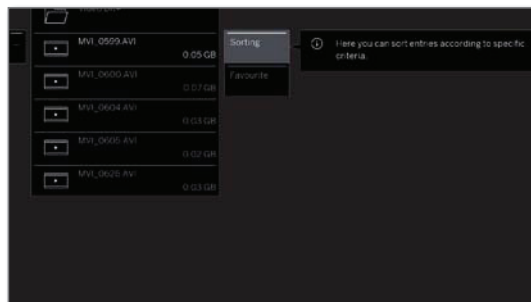 MVI_0599.AVI
0.05 GB
MVI_0600.AVI
0.07 GB
MVI_0604.AVI
0.03 GB
MVI_0605.AVI
0.02 GB
MVI_0626.AVI
0.03 GB
Sorting
Favourite
Here you can sort entries according to specific
criteria.